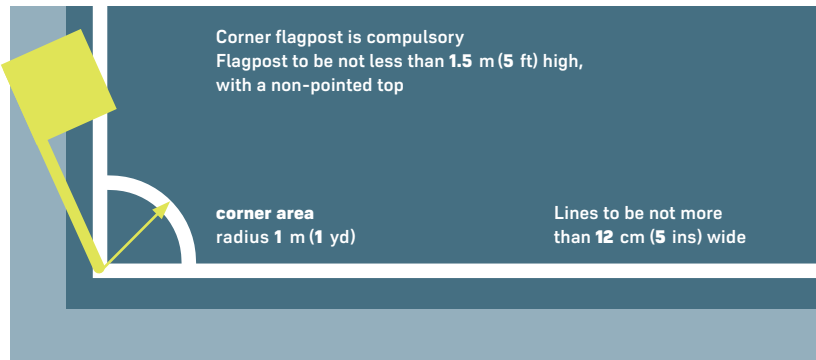 Corner flagpost is compulsory
Flagpost to be not less than 1.5 m (5 ft) high,
with a non-pointed top
corner area
radius 1 m (1 yd)
Lines to be not more
than 12 cm (5 ins) wide